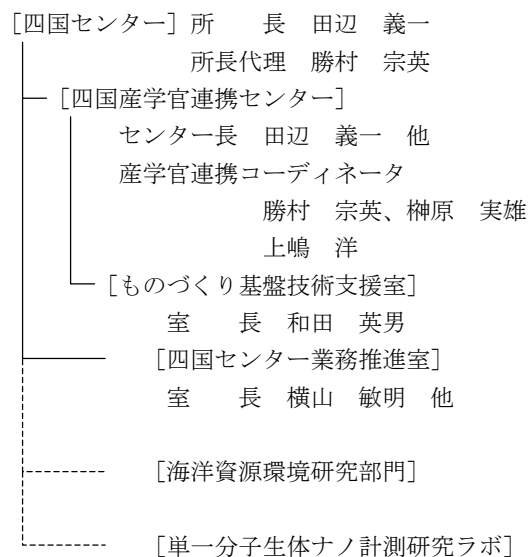 [四国センター] 所　　長　田辺　義一
所長代理　勝村　宗英
[四国産学官連携センター]
センター長　田辺　義一　他
産学官連携コーディネータ
勝村　宗英、榊原　実雄
上嶋　洋
[ものづくり基盤技術支援室]
室　　長　和田　英男
[四国センター業務推進室]
室　　長　横山　敏明　他
[海洋資源環境研究部門]
[単一分子生体ナノ計測研究ラボ]